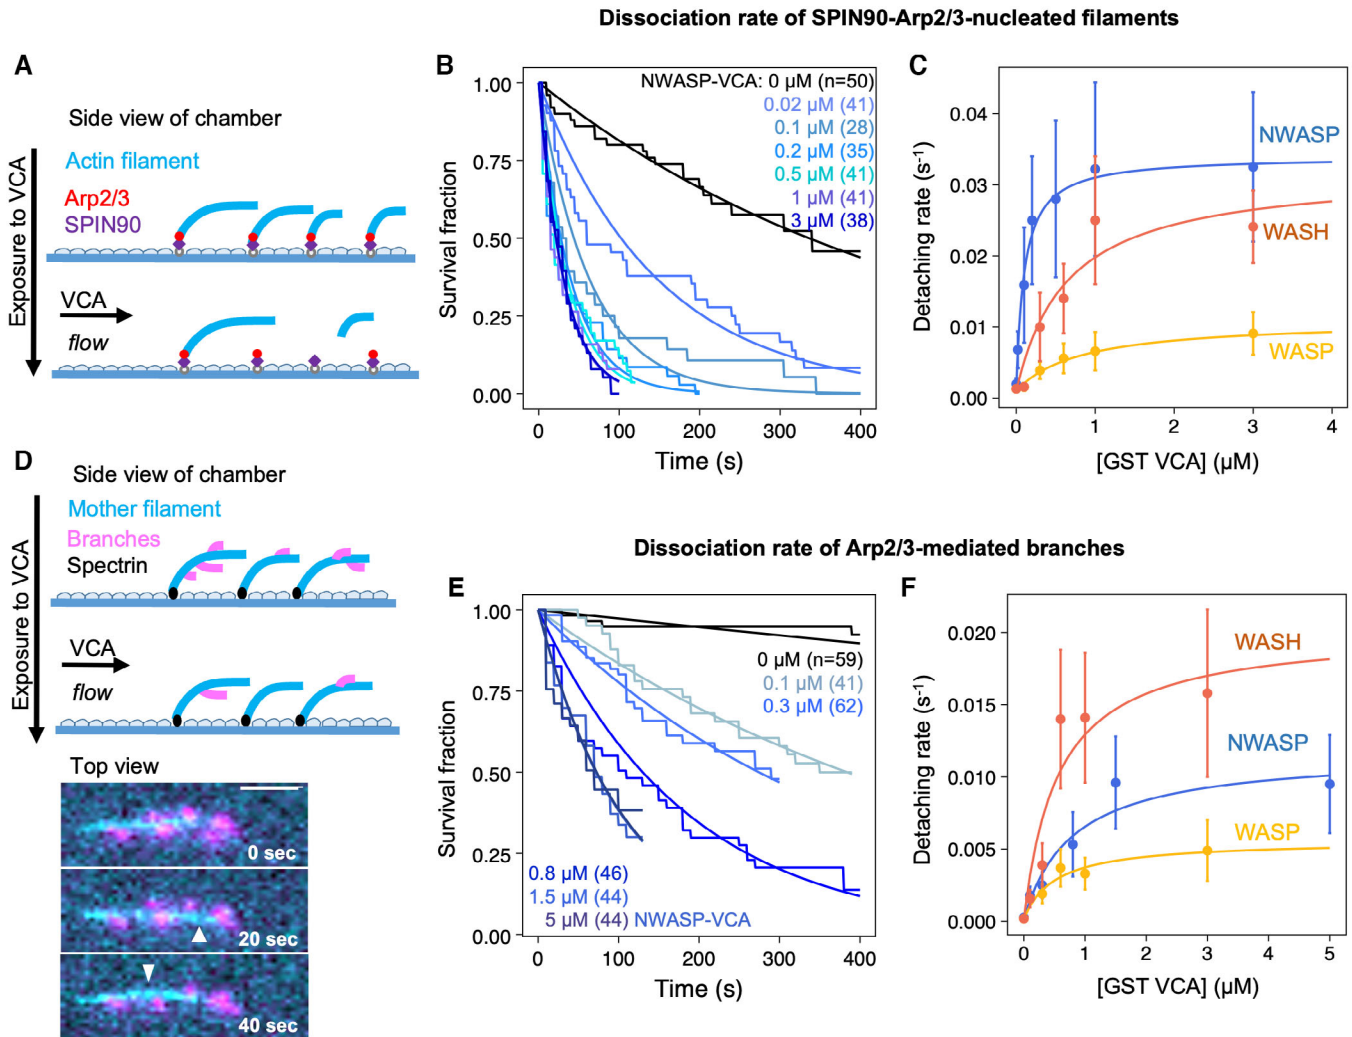 Dissociation rate of SPIN90-Arp2/3-nucleated filaments
A
Side view of chamber
Actin filament
Arp2/3
SPIN90
Exposure to VCA
VCA
flow
B
NWASP-VCA: 0 µM (n=50)
0.02 µM (41)
0.1 µM (28)
0.2 µM (35)
0.5 µM (41)
1 µM (41)
3 µM (38)
Survival fraction
1.00
0.75
0.50
0.25
0.00
0 100 200 300 400
Time (s)
C
Detaching rate (s⁻¹)
0.04
0.03
0.02
0.01
0.00
NWASP
WASH
WASP
0 1 2 3 4
[GST VCA] (µM)
D
Side view of chamber
Mother filament
Branches
Spectrin
Exposure to VCA
VCA
flow
Top view
0 sec
20 sec
40 sec
Dissociation rate of Arp2/3-mediated branches
E
Survival fraction
1.00
0.75
0.50
0.25
0.00
0 µM (n=59)
0.1 µM (41)
0.3 µM (62)
0.8 µM (46)
1.5 µM (44)
5 µM (44) NWASP-VCA
0 100 200 300 400
Time (s)
F
Detaching rate (s⁻¹)
0.020
0.015
0.010
0.005
0.000
WASH
NWASP
WASP
0 1 2 3 4 5
[GST VCA] (µM)